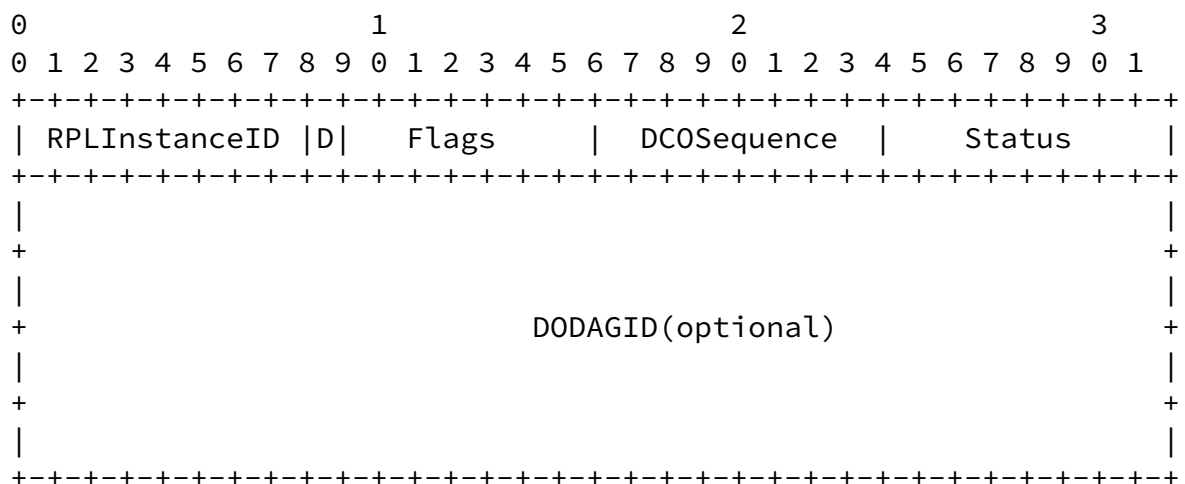 0                   1                   2                   3
0 1 2 3 4 5 6 7 8 9 0 1 2 3 4 5 6 7 8 9 0 1 2 3 4 5 6 7 8 9 0 1
+-+-+-+-+-+-+-+-+-+-+-+-+-+-+-+-+-+-+-+-+-+-+-+-+-+-+-+-+-+-+-+-+
| RPLInstanceID |D|   Flags     |  DCOSequence  |    Status     |
+-+-+-+-+-+-+-+-+-+-+-+-+-+-+-+-+-+-+-+-+-+-+-+-+-+-+-+-+-+-+-+-+
|                                                               |
+                                                               +
|                                                               |
+                            DODAGID(optional)                  +
|                                                               |
+                                                               +
|                                                               |
+-+-+-+-+-+-+-+-+-+-+-+-+-+-+-+-+-+-+-+-+-+-+-+-+-+-+-+-+-+-+-+-+